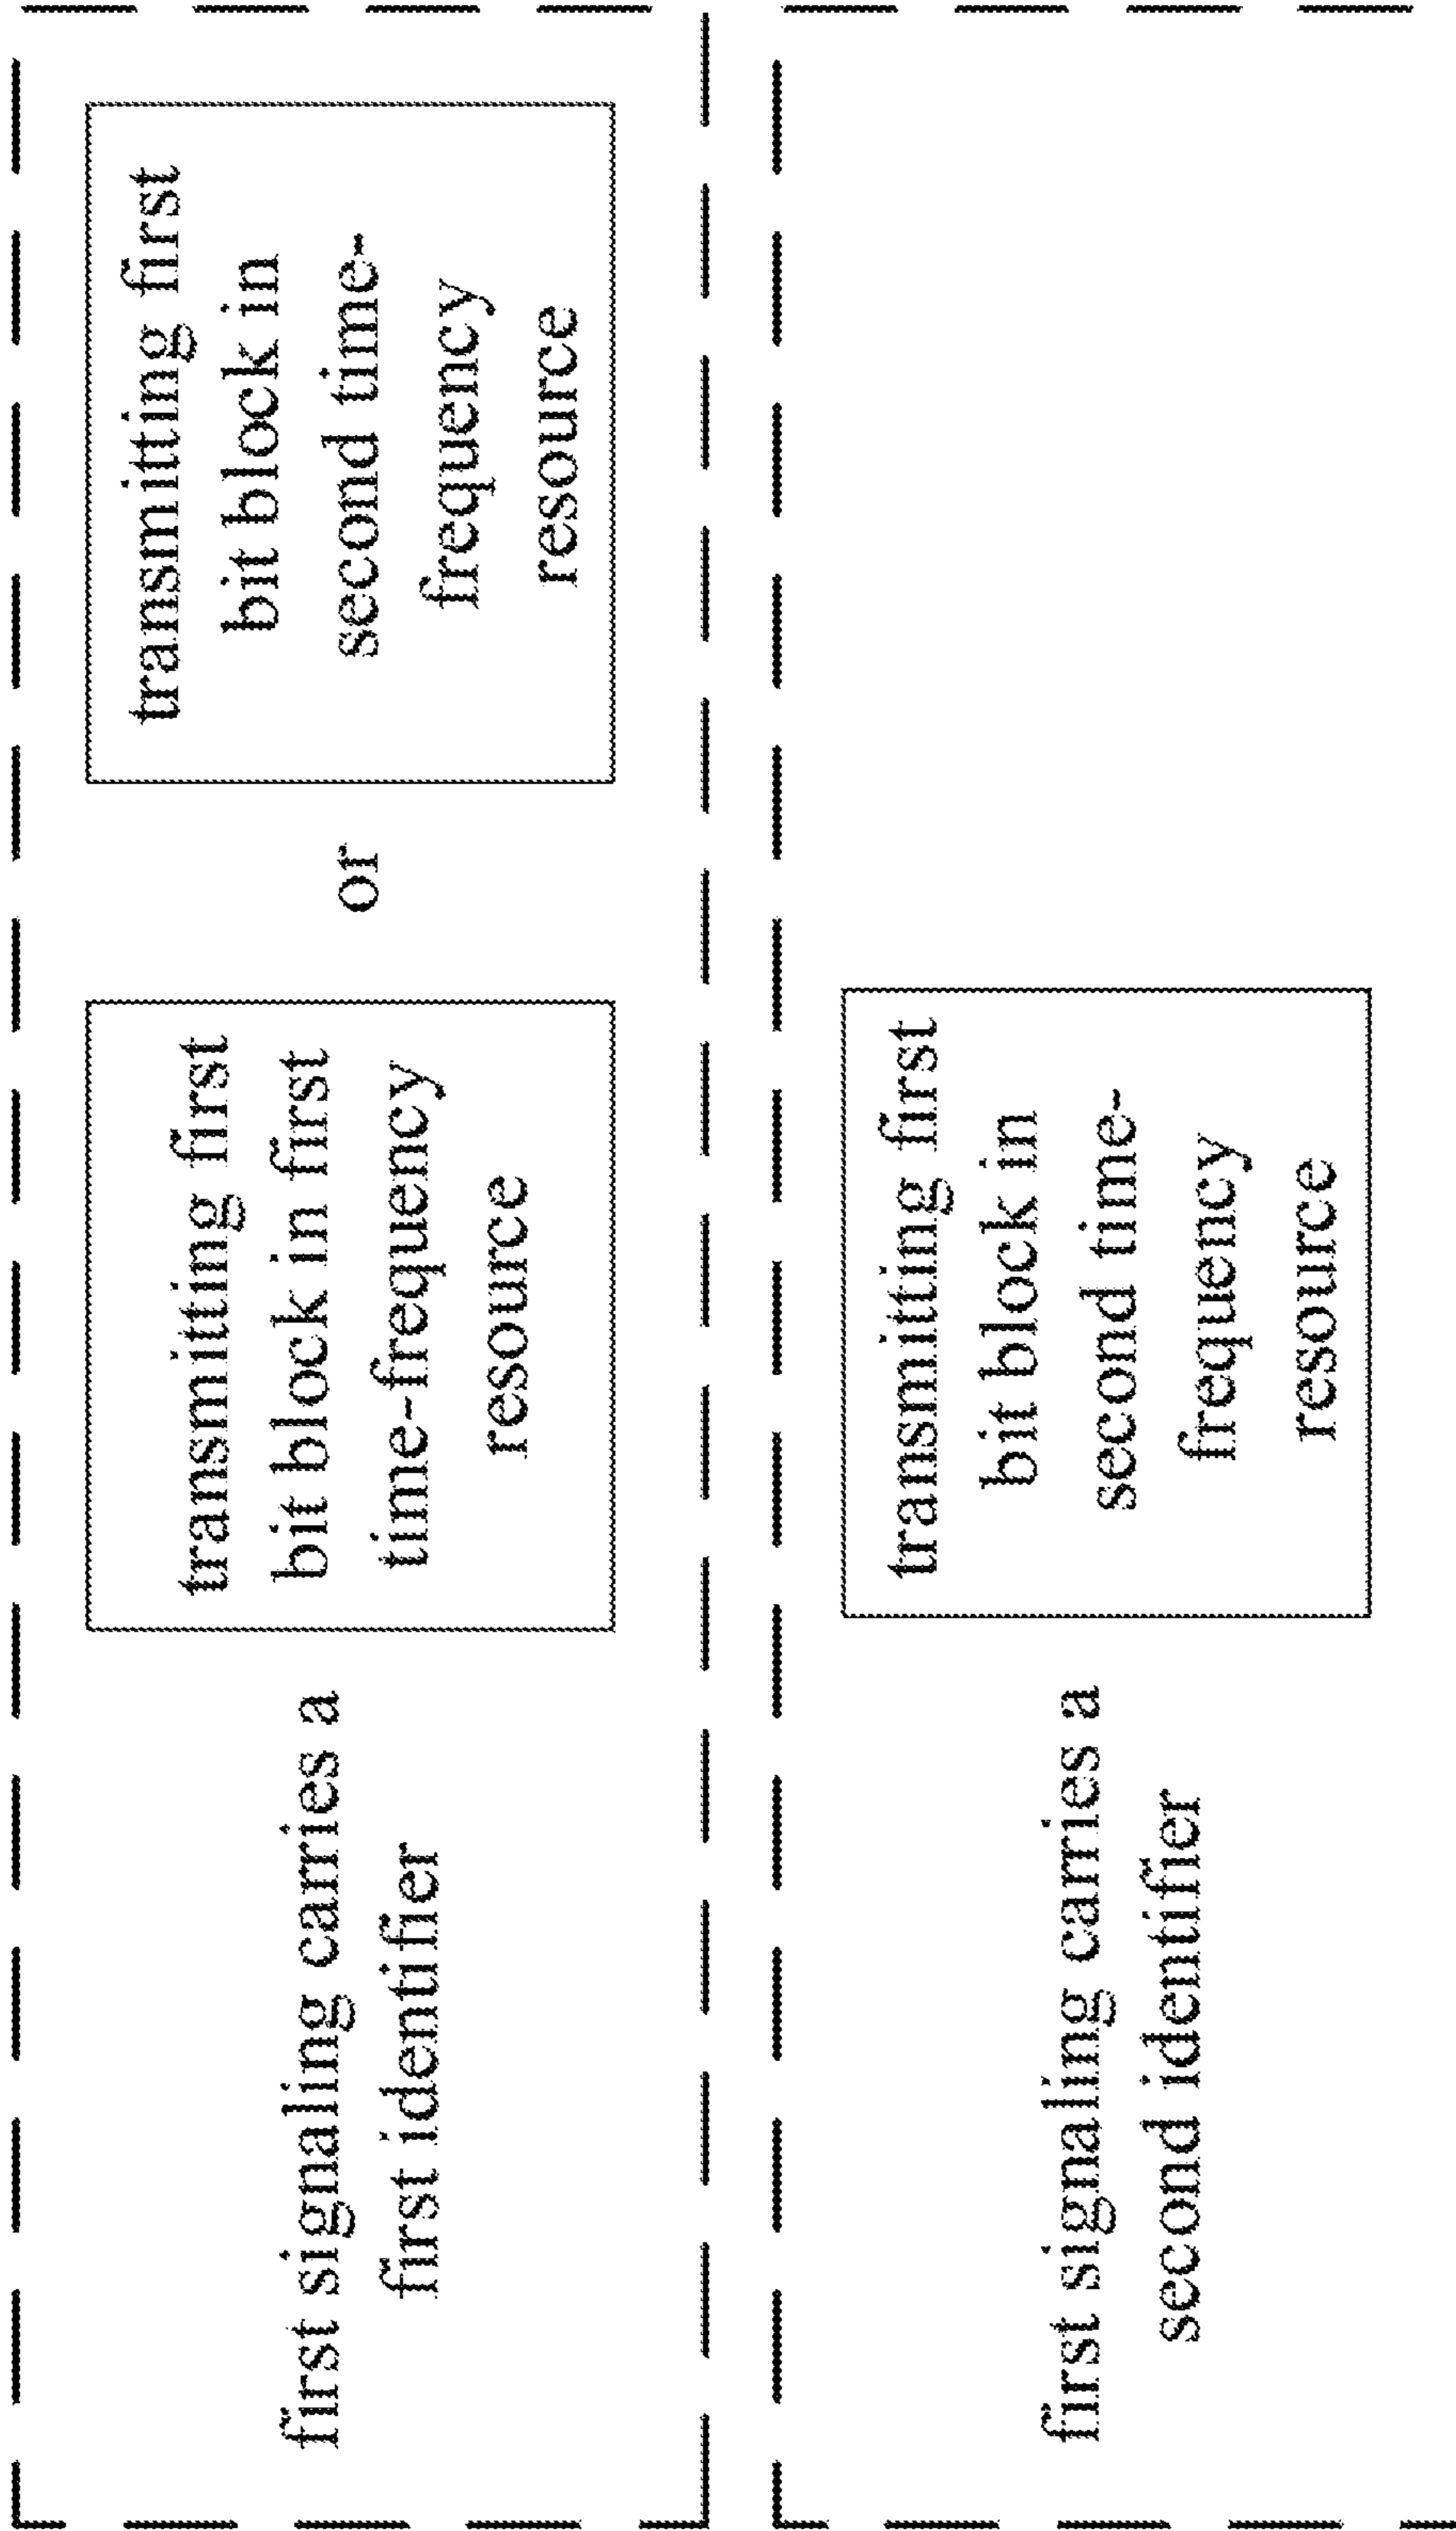 first signaling carries a
first identifier
transmitting first
bit block in first
time-frequency
resource
or
transmitting first
bit block in
second time-
frequency
resource
first signaling carries a
second identifier
transmitting first
bit block in
second time-
frequency
resource